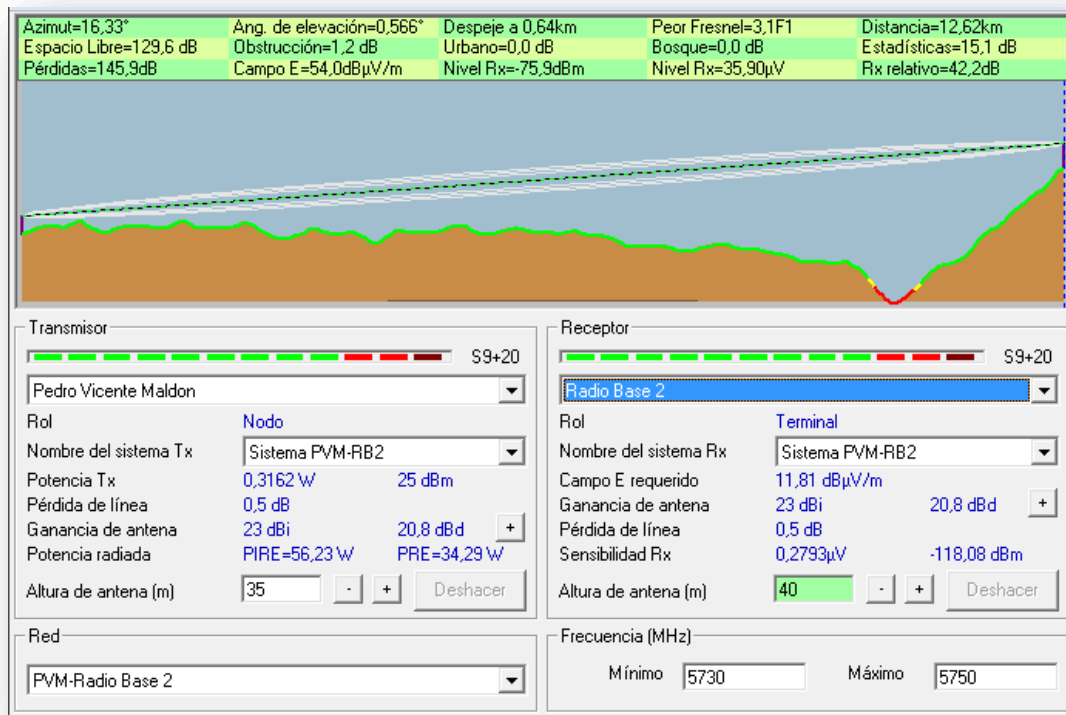 Azimut=16,33° Ang. de elevación=0,566° Despeje a 0,64km Peor Fresnel=3,1F1 Distancia=12,62km
Espacio Libre=129,6 dB Obstrucción=1,2 dB Urbano=0,0 dB Bosque=0,0 dB Estadísticas=15,1 dB
Pérdidas=145,9dB Campo E=54,0dBµV/m Nivel Rx=-75,9dBm Nivel Rx=35,90µV Rx relativo=42,2dB
Transmisor
S9+20
Pedro Vicente Maldon
Rol Nodo
Nombre del sistema Tx Sistema PVM-RB2
Potencia Tx 0,3162 W 25 dBm
Pérdida de línea 0,5 dB
Ganancia de antena 23 dBi 20,8 dBd +
Potencia radiada PIRE=56,23 W PRE=34,29 W
Altura de antena (m) 35 - + Deshacer
Receptor
S9+20
Radio Base 2
Rol Terminal
Nombre del sistema Rx Sistema PVM-RB2
Campo E requerido 11,81 dBµV/m
Ganancia de antena 23 dBi 20,8 dBd +
Pérdida de línea 0,5 dB
Sensibilidad Rx 0,2793µV -118,08 dBm
Altura de antena (m) 40 - + Deshacer
Red
PVM-Radio Base 2
Frecuencia (MHz)
Mínimo 5730 Máximo 5750